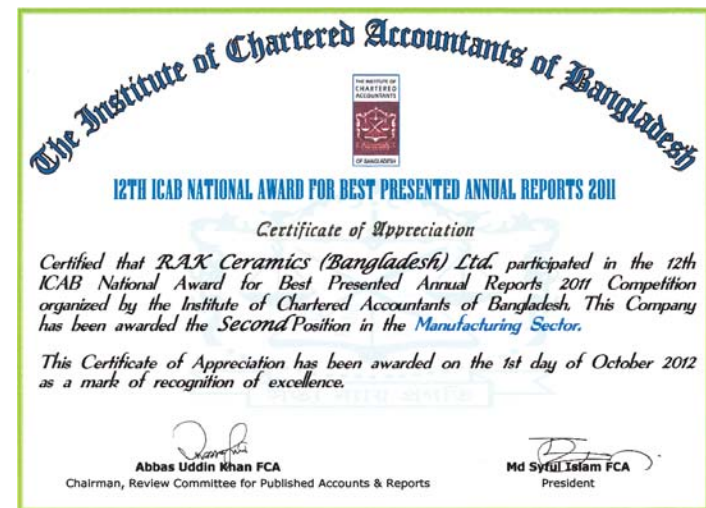 The Institute of Chartered Accountants of Bangladesh
THE INSTITUTE OF
CHARTERED
ACCOUNTANTS
OF BANGLADESH
12TH ICAB NATIONAL AWARD FOR BEST PRESENTED ANNUAL REPORTS 2011
Certificate of Appreciation
Certified that RAK Ceramics (Bangladesh) Ltd. participated in the 12th
ICAB National Award for Best Presented Annual Reports 2011 Competition
organized by the Institute of Chartered Accountants of Bangladesh. This Company
has been awarded the Second Position in the Manufacturing Sector.
This Certificate of Appreciation has been awarded on the 1st day of October 2012
as a mark of recognition of excellence.
Abbas Uddin Khan FCA
Chairman, Review Committee for Published Accounts & Reports
Md Syful Islam FCA
President